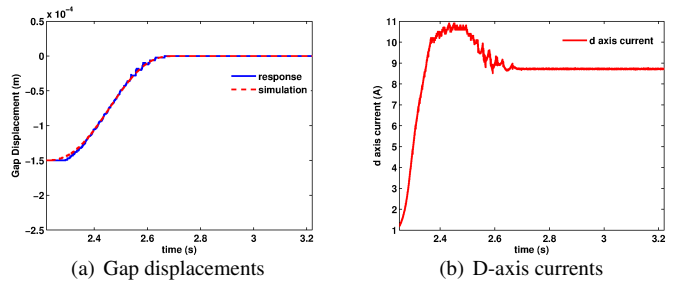 0.5 x 10⁻⁴
0
−0.5
−1
−1.5
−2
−2.5
Gap Displacement (m)
response
simulation
2.4 2.6 2.8 3 3.2
time (s)
(a) Gap displacements
11
10
9
8
7
6
5
4
3
2
1
d axis current (A)
d axis current
2.4 2.6 2.8 3 3.2
time (s)
(b) D-axis currents